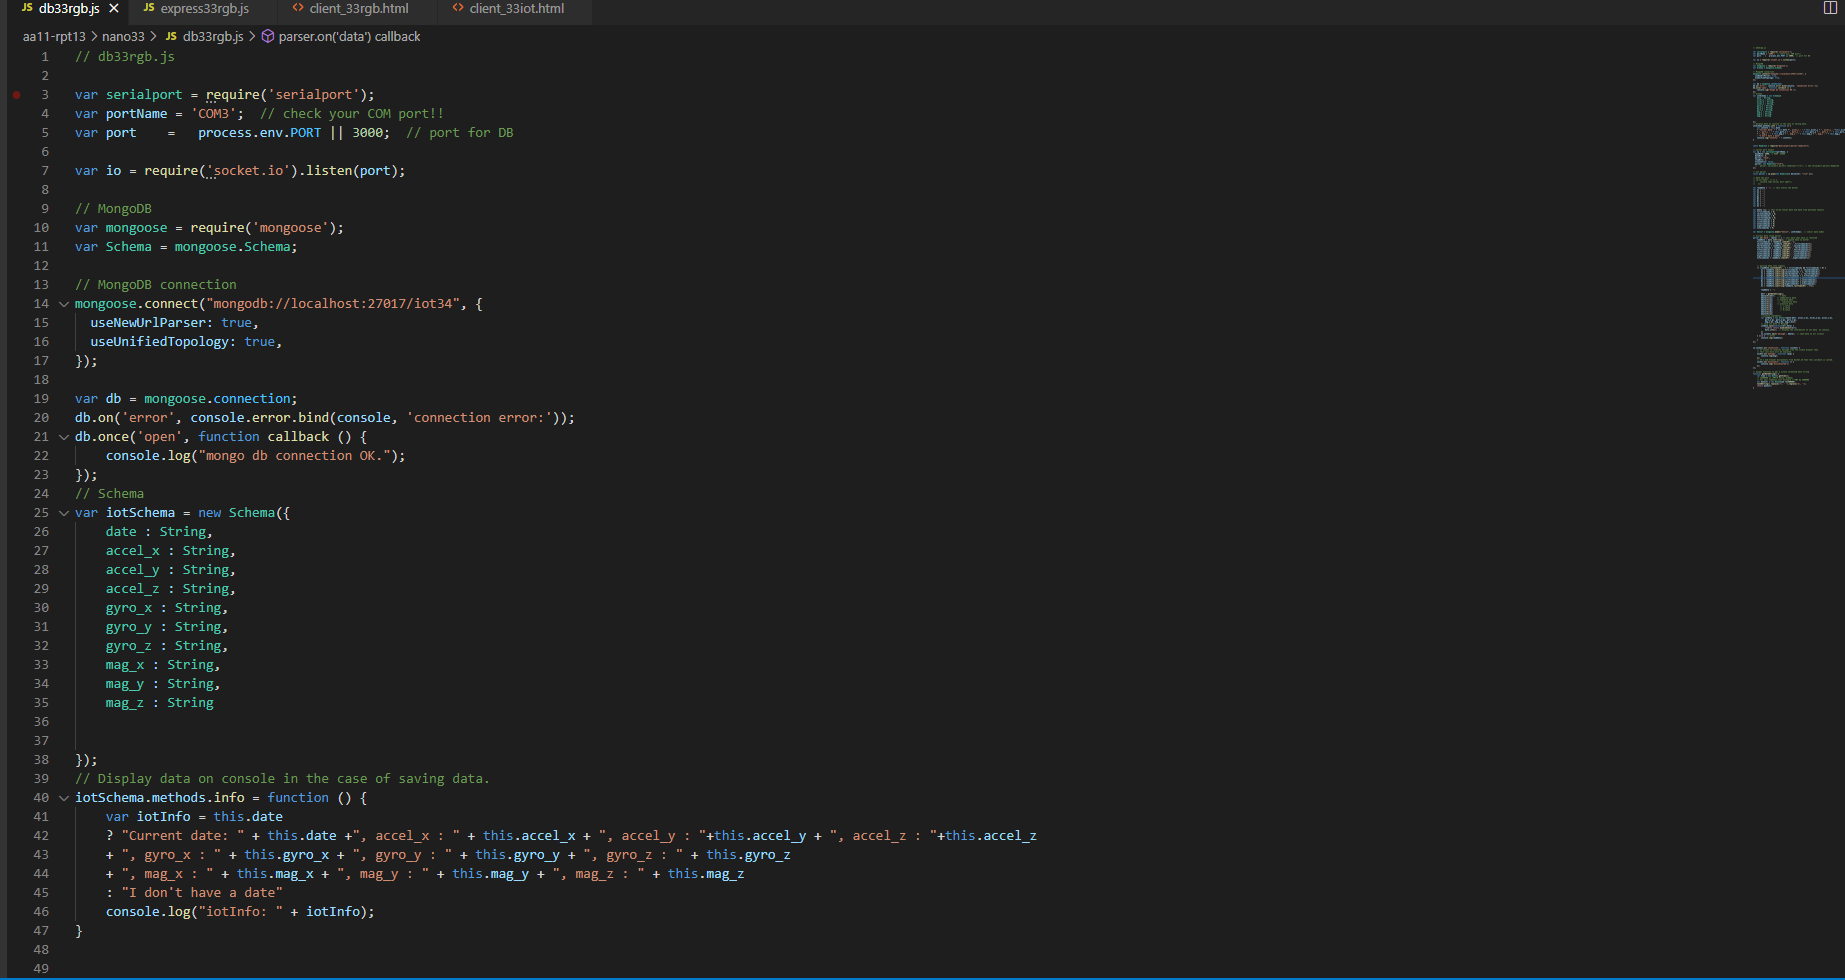 JS db33rgb.js × JS express33rgb.js <> client_33rgb.html <> client_33iot.html
aa11-rpt13 > nano33 > JS db33rgb.js > parser.on('data') callback
1 // db33rgb.js
2
3 var serialport = require('serialport');
4 var portName = 'COM3';  // check your COM port!!
5 var port    =   process.env.PORT || 3000;  // port for DB
6
7 var io = require('socket.io').listen(port);
8
9 // MongoDB
10 var mongoose = require('mongoose');
11 var Schema = mongoose.Schema;
12
13 // MongoDB connection
14 mongoose.connect("mongodb://localhost:27017/iot34", {
15   useNewUrlParser: true,
16   useUnifiedTopology: true,
17 });
18
19 var db = mongoose.connection;
20 db.on('error', console.error.bind(console, 'connection error:'));
21 db.once('open', function callback () {
22     console.log("mongo db connection OK.");
23 });
24 // Schema
25 var iotSchema = new Schema({
26     date : String,
27     accel_x : String,
28     accel_y : String,
29     accel_z : String,
30     gyro_x : String,
31     gyro_y : String,
32     gyro_z : String,
33     mag_x : String,
34     mag_y : String,
35     mag_z : String
36
37
38 });
39 // Display data on console in the case of saving data.
40 iotSchema.methods.info = function () {
41     var iotInfo = this.date
42     ? "Current date: " + this.date +", accel_x : " + this.accel_x + ", accel_y : "+this.accel_y + ", accel_z : "+this.accel_z
43     + ", gyro_x : " + this.gyro_x + ", gyro_y : " + this.gyro_y + ", gyro_z : " + this.gyro_z
44     + ", mag_x : " + this.mag_x + ", mag_y : " + this.mag_y + ", mag_z : " + this.mag_z
45     : "I don't have a date"
46     console.log("iotInfo: " + iotInfo);
47 }
48
49